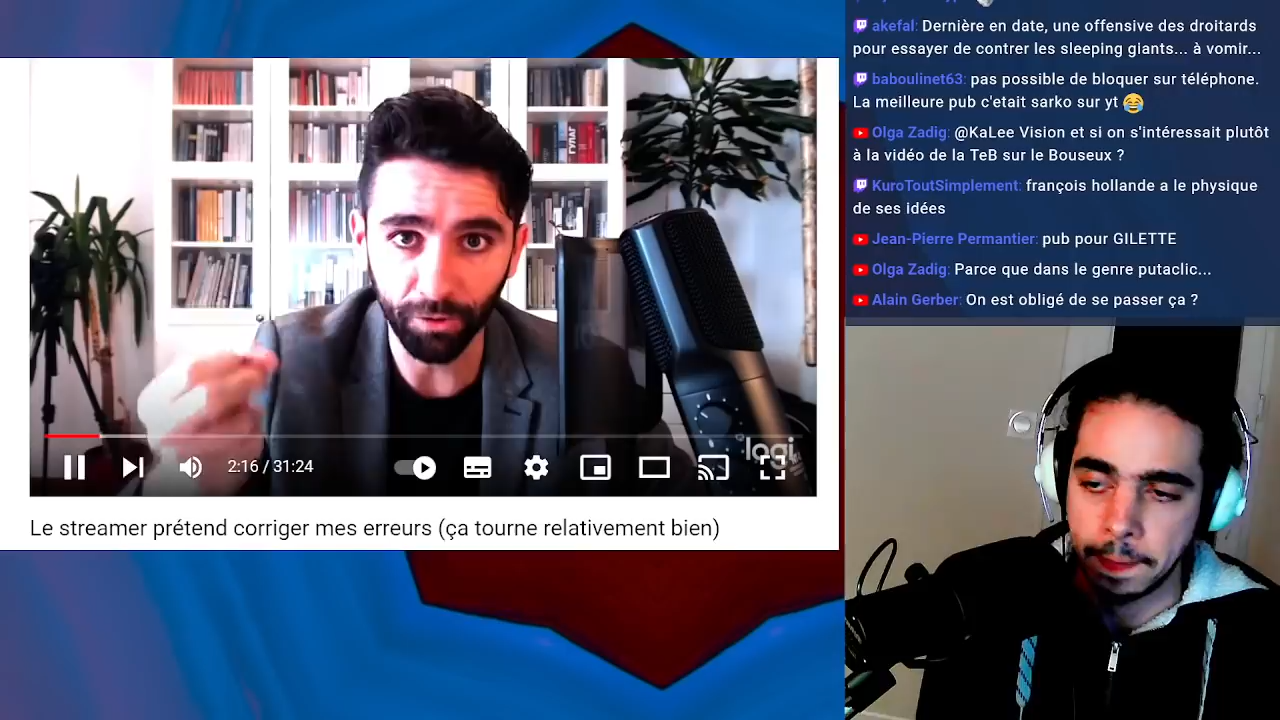 akefal: Dernière en date, une offensive des droitards
pour essayer de contrer les sleeping giants... à vomir...
baboulinet63: pas possible de bloquer sur téléphone.
La meilleure pub c'etait sarko sur yt 😂
Olga Zadig: @KaLee Vision et si on s'intéressait plutôt
à la vidéo de la TeB sur le Bouseux ?
KuroToutSimplement: françois hollande a le physique
de ses idées
Jean-Pierre Permantier: pub pour GILETTE
Olga Zadig: Parce que dans le genre putaclic...
Alain Gerber: On est obligé de se passer ça ?
ГУЛАГ
logi
2:16 / 31:24
Le streamer prétend corriger mes erreurs (ça tourne relativement bien)